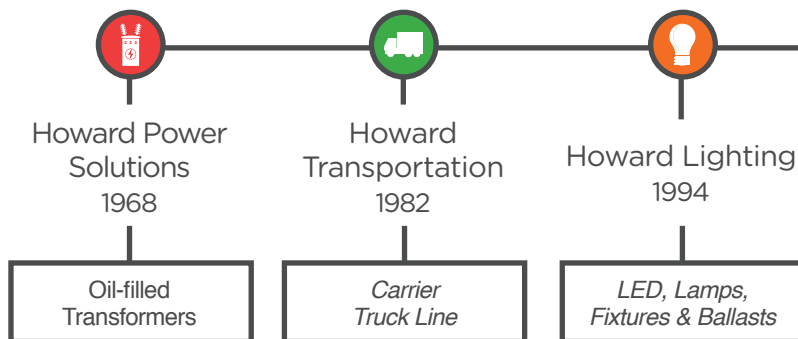 Howard Power
Solutions
1968
Oil-filled
Transformers
Howard
Transportation
1982
Carrier
Truck Line
Howard Lighting
1994
LED, Lamps,
Fixtures & Ballasts